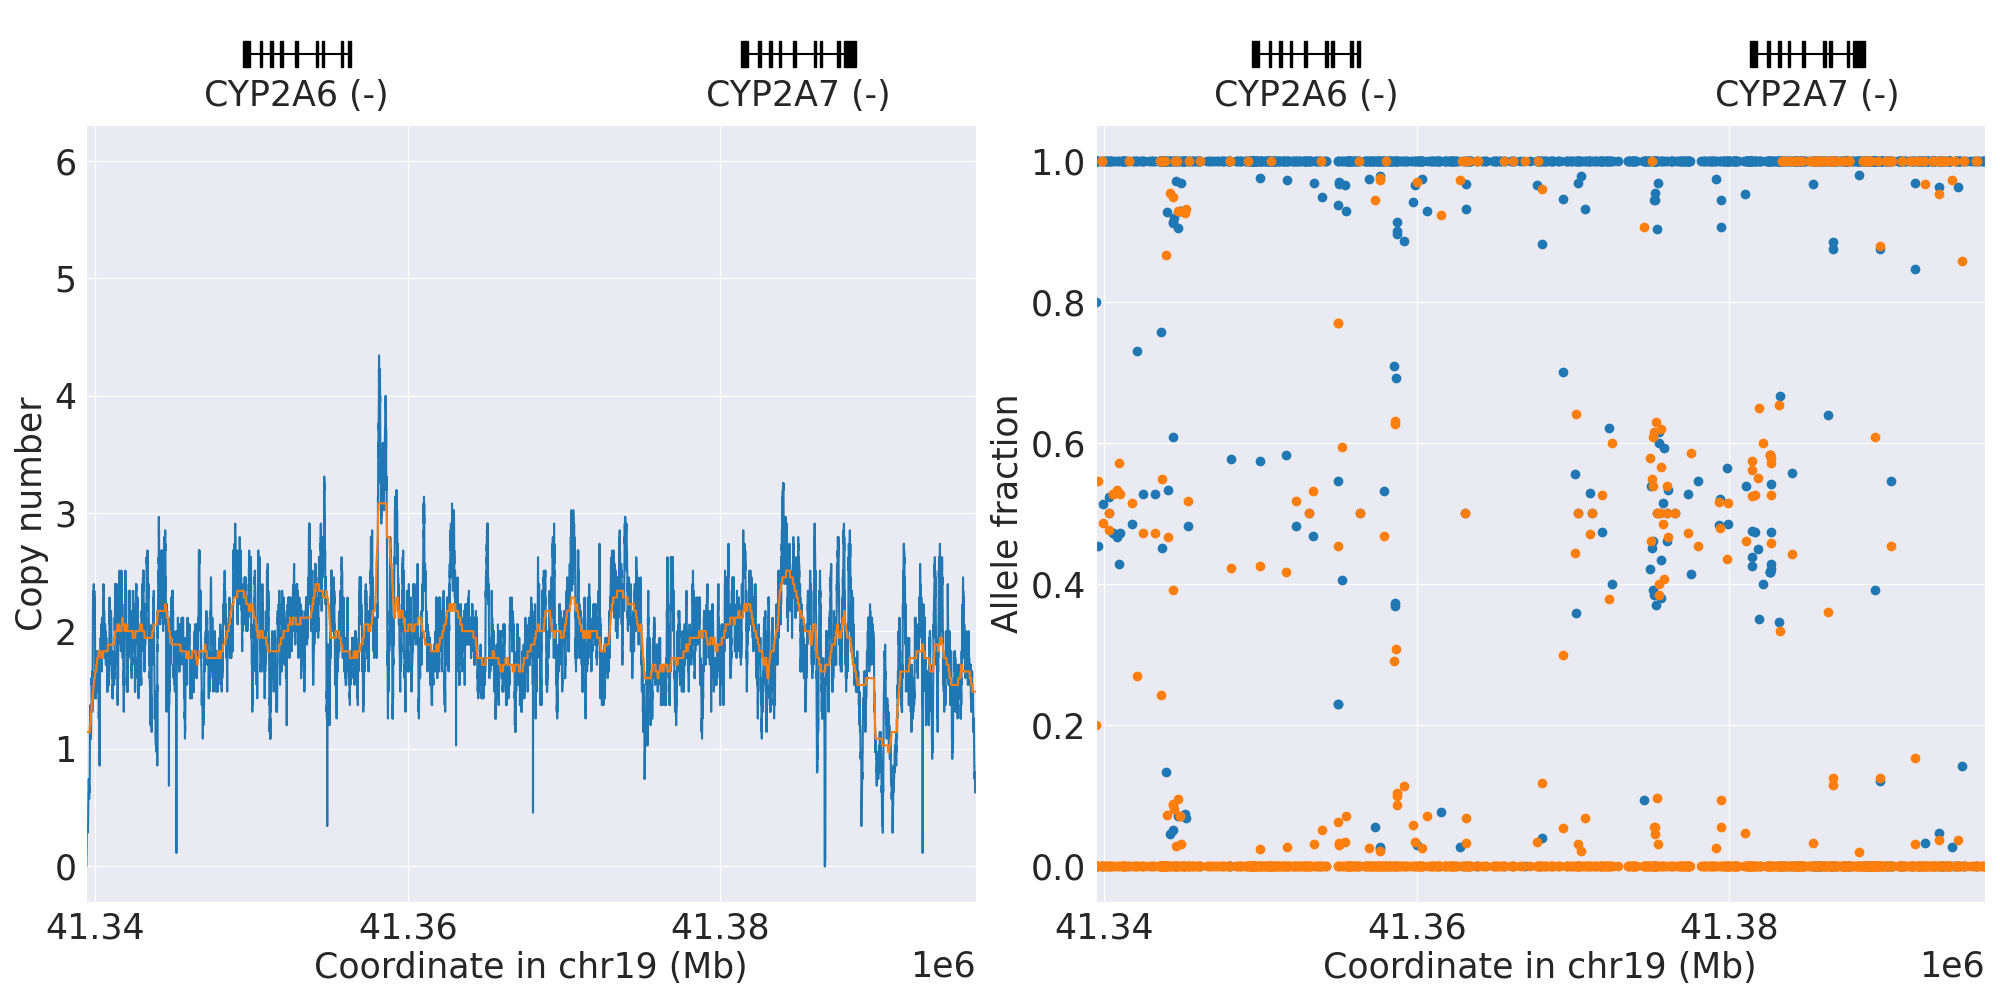 CYP2A6 (-)
CYP2A7 (-)
6
5
4
3
2
1
0
Copy number
41.34
41.36
41.38
Coordinate in chr19 (Mb)
1e6
CYP2A6 (-)
CYP2A7 (-)
1.0
0.8
0.6
0.4
0.2
0.0
Allele fraction
41.34
41.36
41.38
Coordinate in chr19 (Mb)
1e6